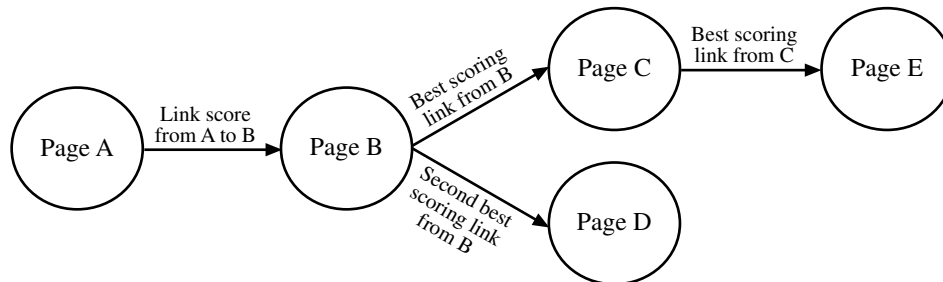 Page A
Link score
from A to B
Page B
Best scoring
link from B
Second best
scoring link
from B
Page C
Best scoring
link from C
Page E
Page D